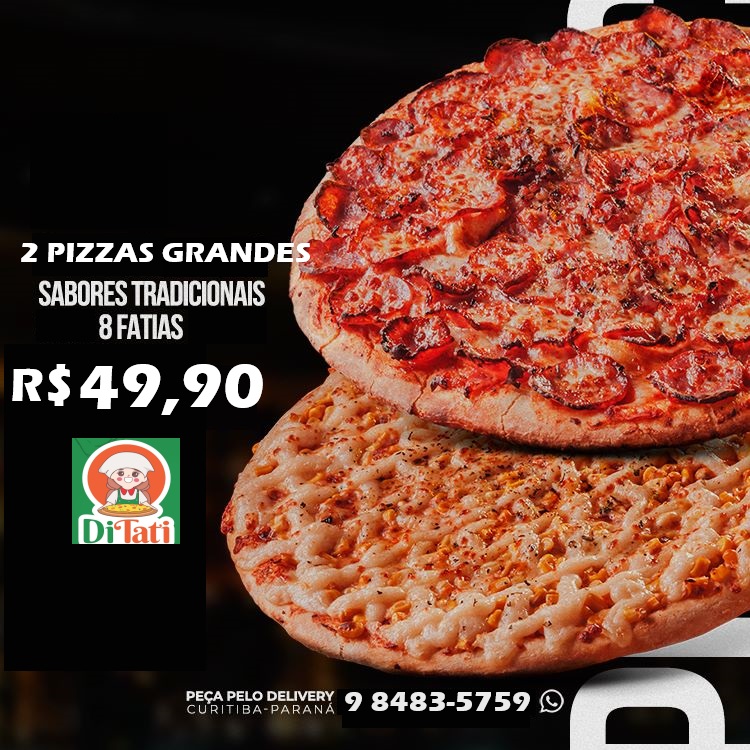 2 PIZZAS GRANDES
SABORES TRADICIONAIS
8 FATIAS
R$ 49,90
DiTati
PEÇA PELO DELIVERY
CURITIBA-PARANÁ
9 8483-5759